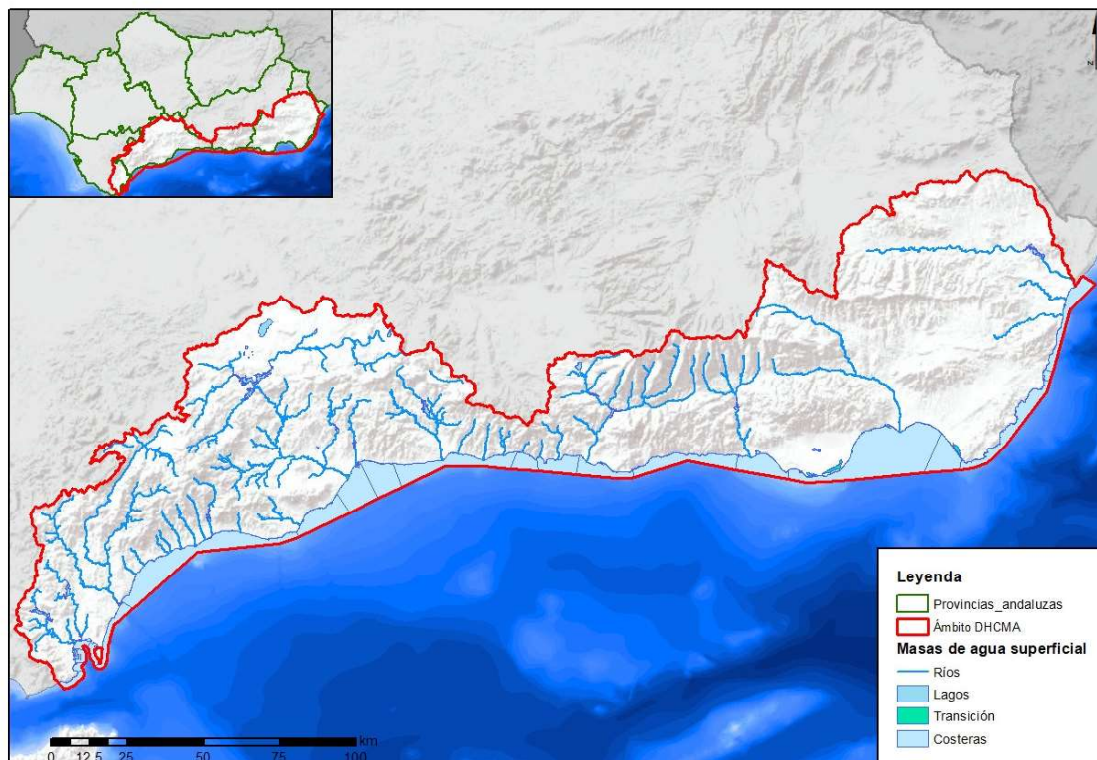 N
Leyenda
Provincias_andaluzas
Ámbito DHCMA
Masas de agua superficial
Ríos
Lagos
Transición
Costeras
km
0 12,5 25 50 75 100